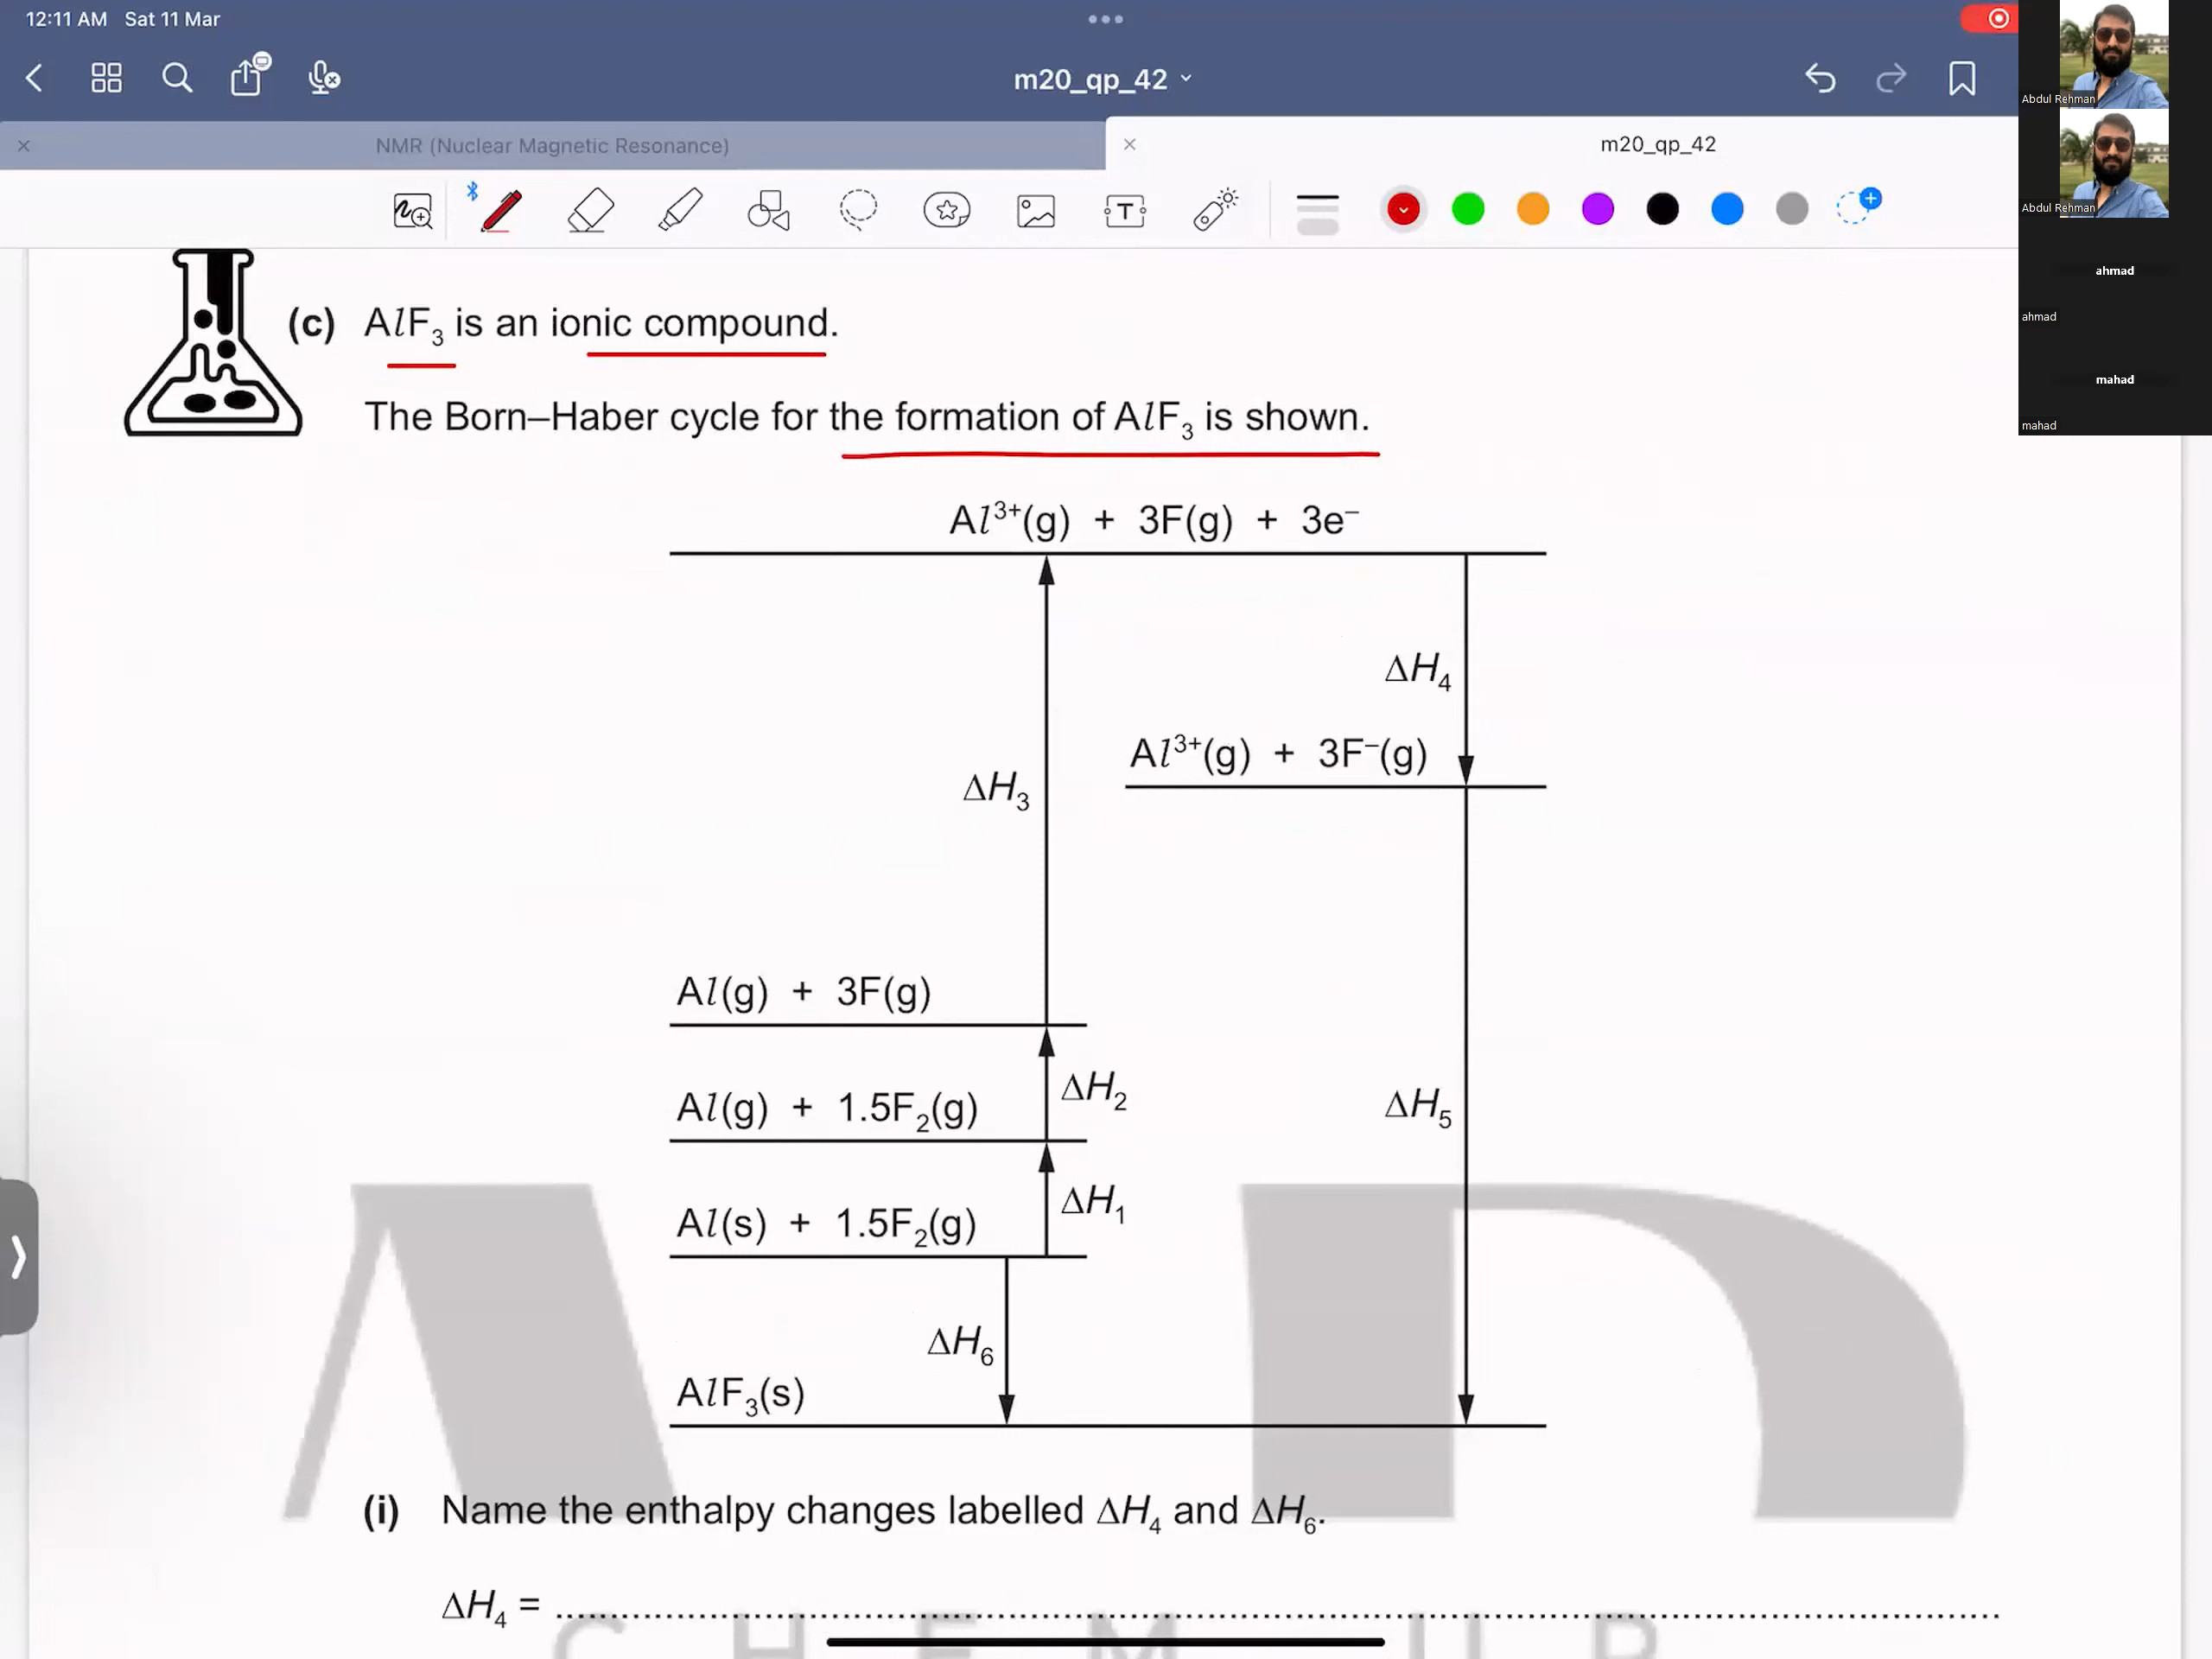 12:11 AM Sat 11 Mar
m20_qp_42
NMR (Nuclear Magnetic Resonance)
m20_qp_42
T
Abdul Rehman
Abdul Rehman
ahmad
ahmad
mahad
mahad
(c) AlF₃ is an ionic compound.
The Born–Haber cycle for the formation of AlF₃ is shown.
Al³⁺(g) + 3F(g) + 3e⁻
ΔH₄
Al³⁺(g) + 3F⁻(g)
ΔH₃
Al(g) + 3F(g)
ΔH₂
Al(g) + 1.5F₂(g)
ΔH₅
ΔH₁
Al(s) + 1.5F₂(g)
ΔH₆
AlF₃(s)
(i) Name the enthalpy changes labelled ΔH₄ and ΔH₆.
ΔH₄ = ....................................................................................................